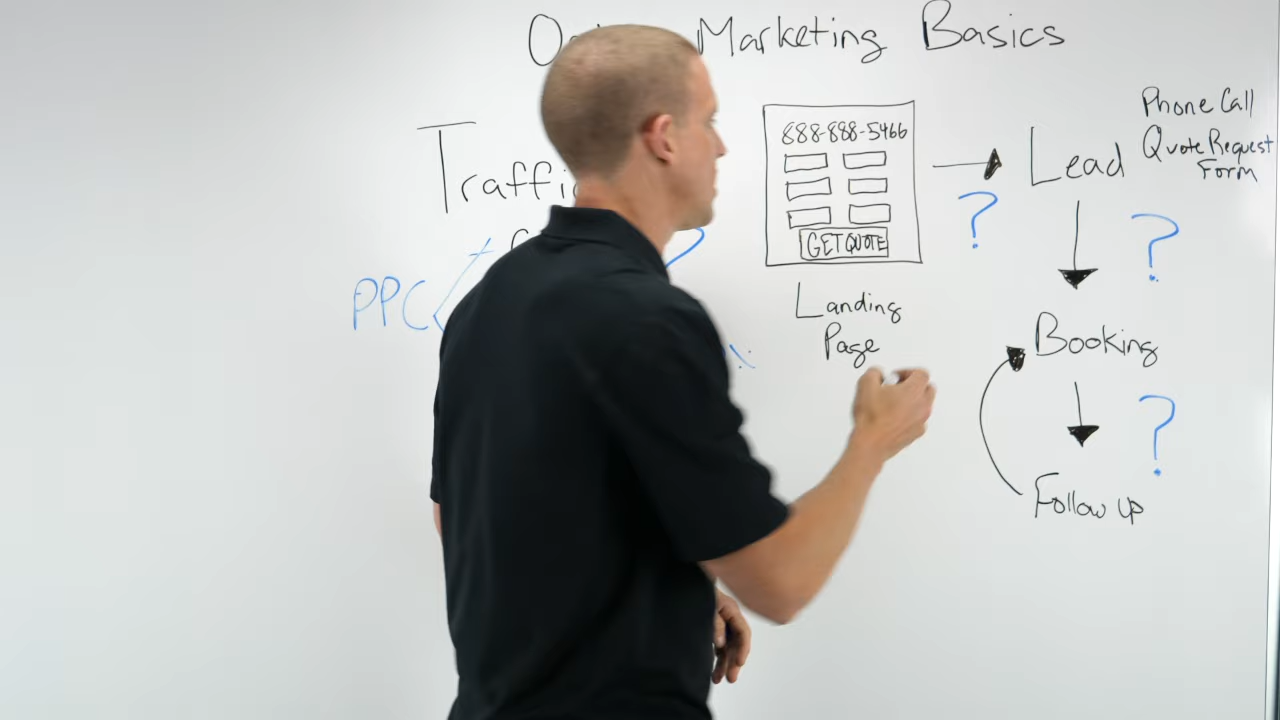 Marketing Basics
Traffic
PPC
888-888-5466
GET QUOTE
Landing
Page
?
Lead
Phone Call
Quote Request
Form
?
Booking
?
Follow up